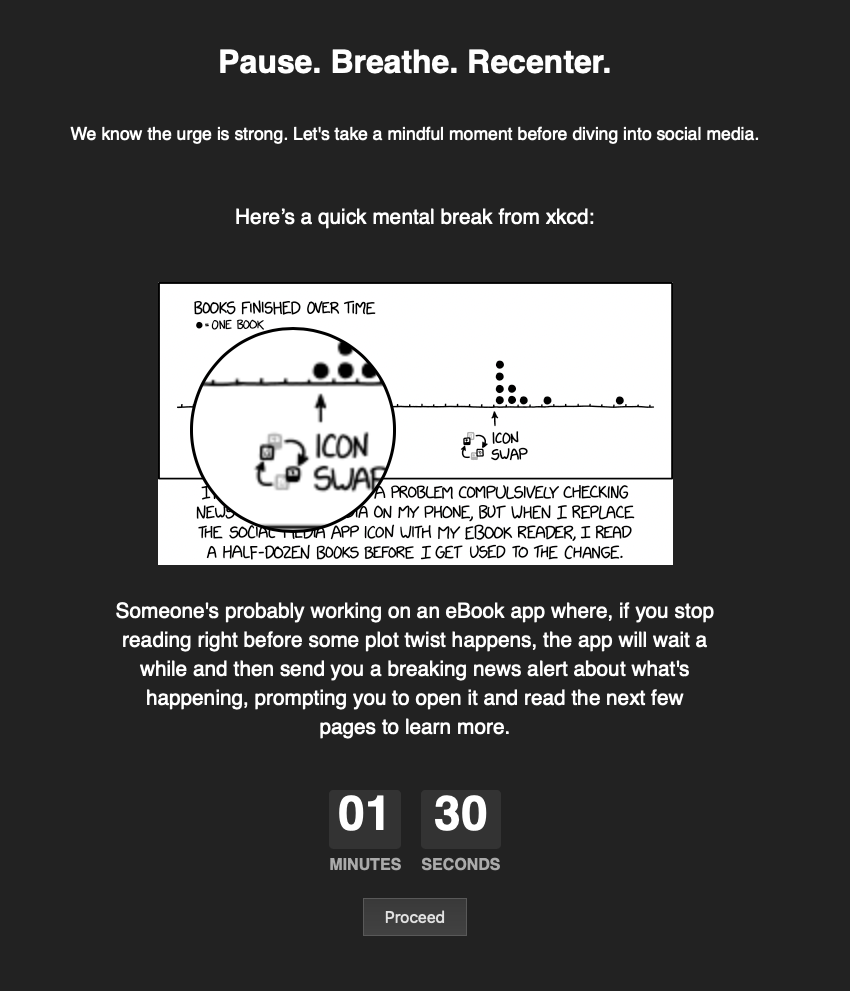 Pause. Breathe. Recenter.
We know the urge is strong. Let's take a mindful moment before diving into social media.
Here’s a quick mental break from xkcd:
BOOKS FINISHED OVER TIME
●= ONE BOOK
ICON
SWAP
ICON
SWAP
I A PROBLEM COMPULSIVELY CHECKING
NEWS ON MY PHONE, BUT WHEN I REPLACE
THE SOCIAL MEDIA APP ICON WITH MY EBOOK READER, I READ
A HALF-DOZEN BOOKS BEFORE I GET USED TO THE CHANGE.
Someone's probably working on an eBook app where, if you stop
reading right before some plot twist happens, the app will wait a
while and then send you a breaking news alert about what's
happening, prompting you to open it and read the next few
pages to learn more.
01 30
MINUTES SECONDS
Proceed